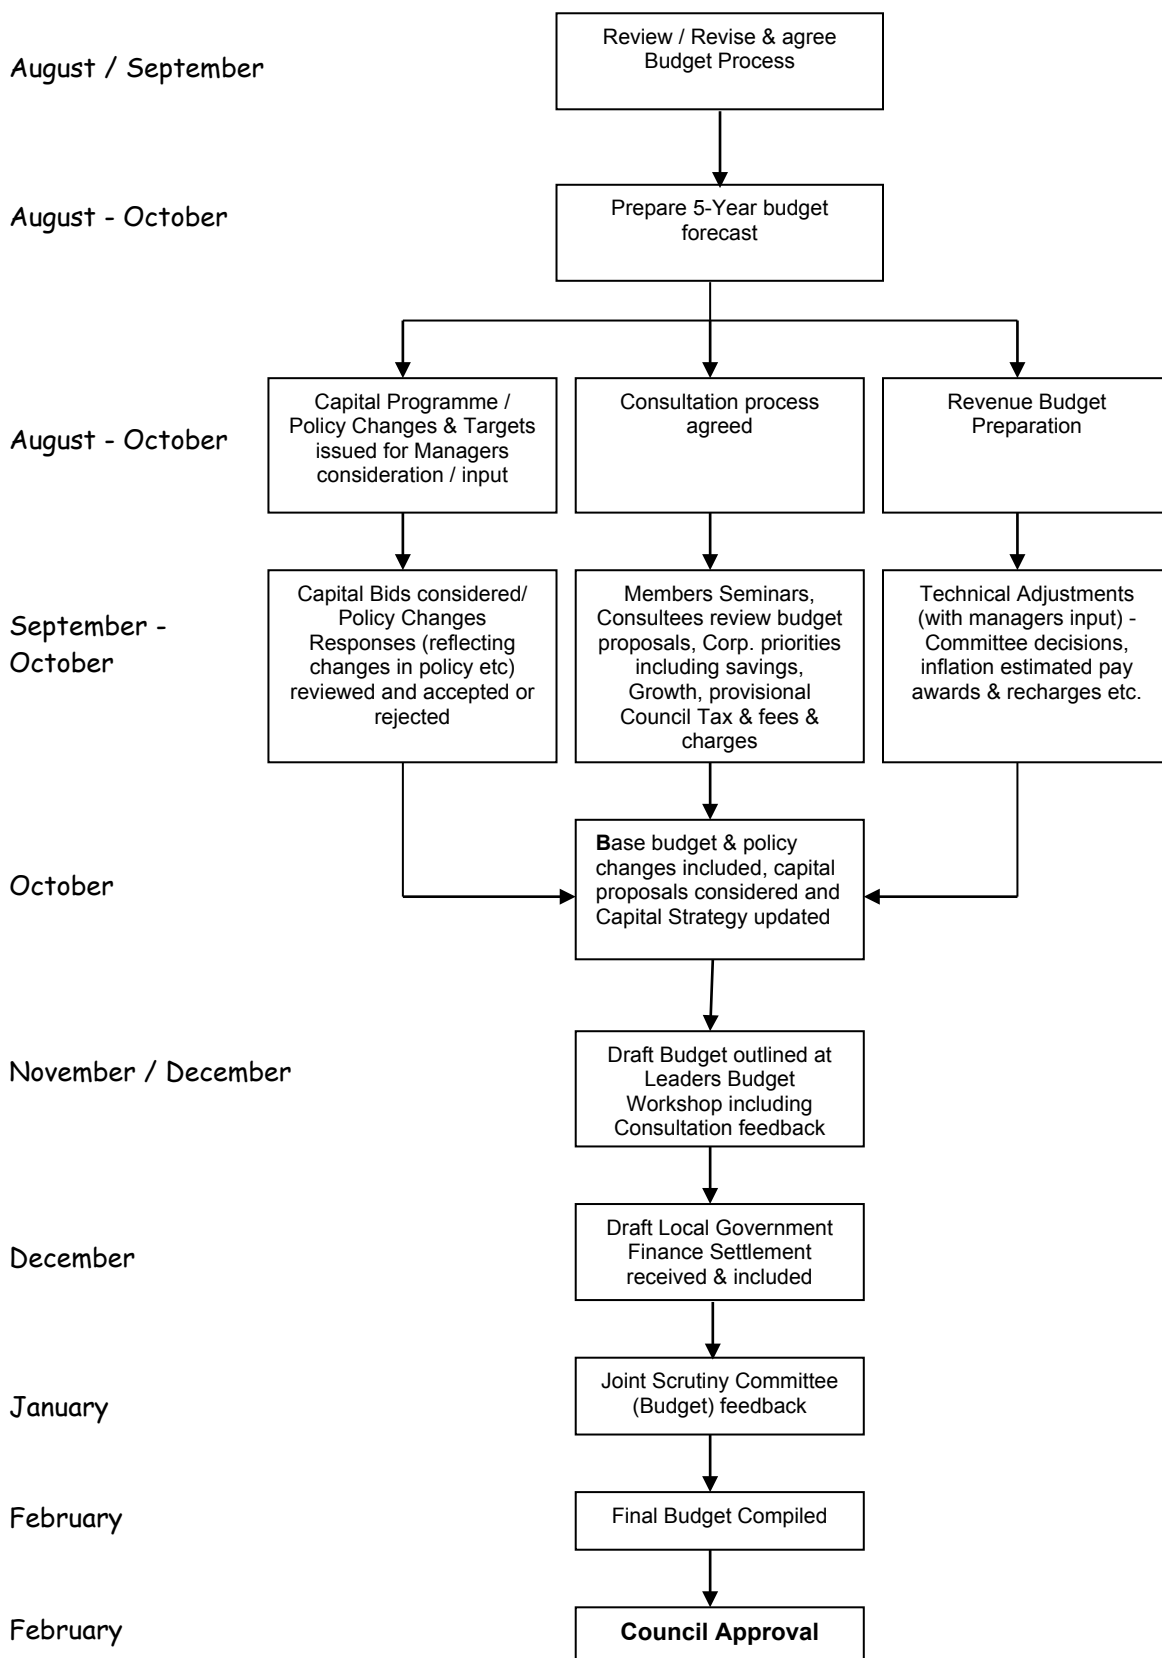 August / September
Review / Revise & agree
Budget Process
August - October
Prepare 5-Year budget
forecast
August - October
Capital Programme /
Policy Changes & Targets
issued for Managers
consideration / input
Consultation process
agreed
Revenue Budget
Preparation
September -
October
Capital Bids considered/
Policy Changes
Responses (reflecting
changes in policy etc)
reviewed and accepted or
rejected
Members Seminars,
Consultees review budget
proposals, Corp. priorities
including savings,
Growth, provisional
Council Tax & fees &
charges
Technical Adjustments
(with managers input) -
Committee decisions,
inflation estimated pay
awards & recharges etc.
October
Base budget & policy
changes included, capital
proposals considered and
Capital Strategy updated
November / December
Draft Budget outlined at
Leaders Budget
Workshop including
Consultation feedback
December
Draft Local Government
Finance Settlement
received & included
January
Joint Scrutiny Committee
(Budget) feedback
February
Final Budget Compiled
February
Council Approval